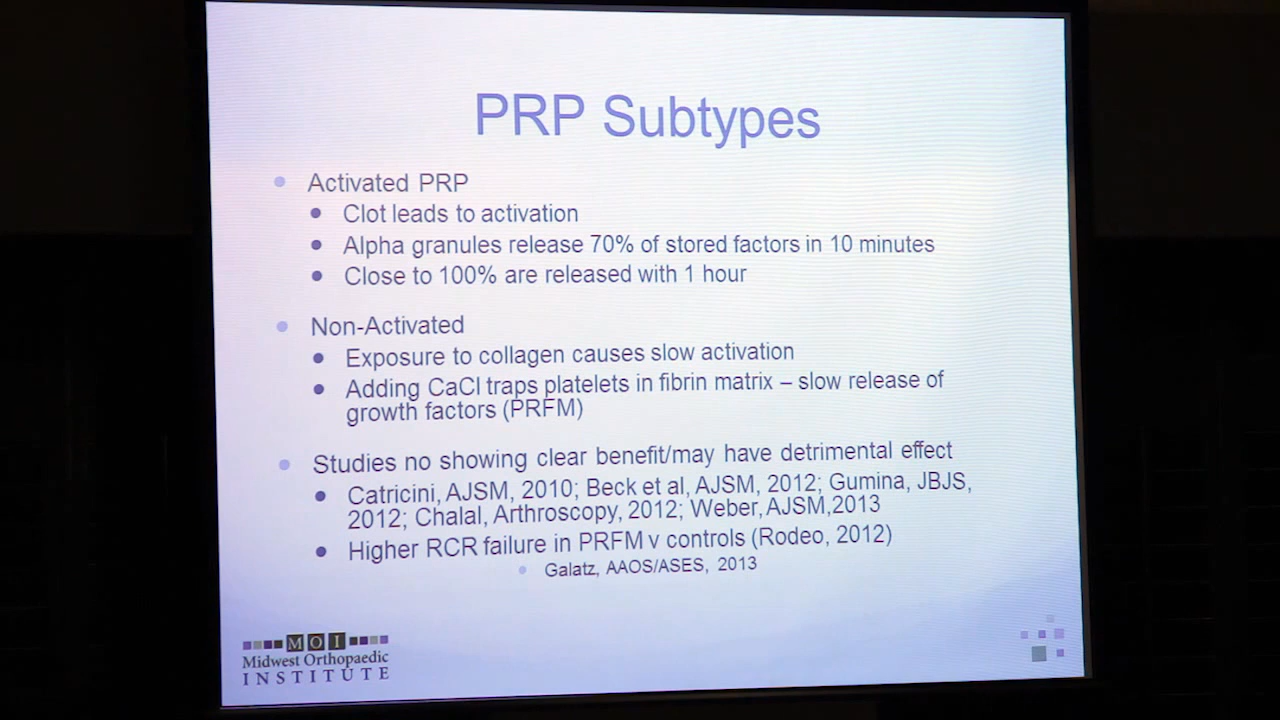 PRP Subtypes
Activated PRP
Clot leads to activation
Alpha granules release 70% of stored factors in 10 minutes
Close to 100% are released with 1 hour
Non-Activated
Exposure to collagen causes slow activation
Adding CaCl traps platelets in fibrin matrix – slow release of
growth factors (PRFM)
Studies no showing clear benefit/may have detrimental effect
Catricini, AJSM, 2010; Beck et al, AJSM, 2012; Gumina, JBJS,
2012; Chalal, Arthroscopy, 2012; Weber, AJSM,2013
Higher RCR failure in PRFM v controls (Rodeo, 2012)
Galatz, AAOS/ASES, 2013
MOI
Midwest Orthopaedic
INSTITUTE